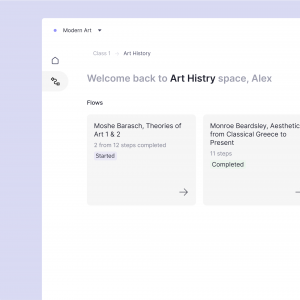 Modern Art
Class 1 Art History
Welcome back to Art Histry space, Alex
Flows
Moshe Barasch, Theories of
Art 1 & 2
2 from 12 steps completed
Started
Monroe Beardsley, Aesthetic
from Classical Greece to
Present
11 steps
Completed